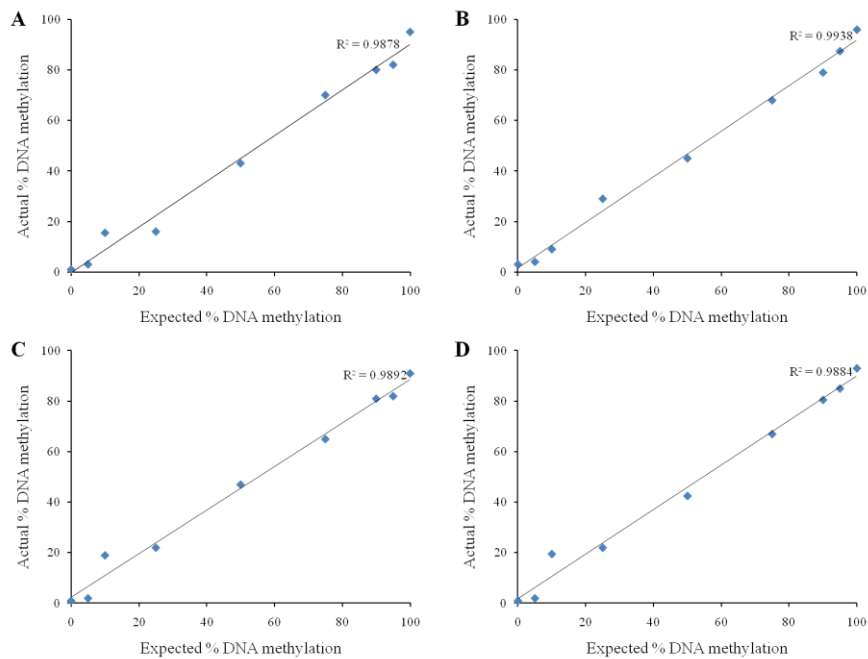 A
100
R² = 0.9878
80
60
40
20
0
0 20 40 60 80 100
Actual % DNA methylation
Expected % DNA methylation
B
100
R² = 0.9938
80
60
40
20
0
0 20 40 60 80 100
Actual % DNA methylation
Expected % DNA methylation
C
100
R² = 0.9892
80
60
40
20
0
0 20 40 60 80 100
Actual % DNA methylation
Expected % DNA methylation
D
100
R² = 0.9884
80
60
40
20
0
0 20 40 60 80 100
Actual % DNA methylation
Expected % DNA methylation